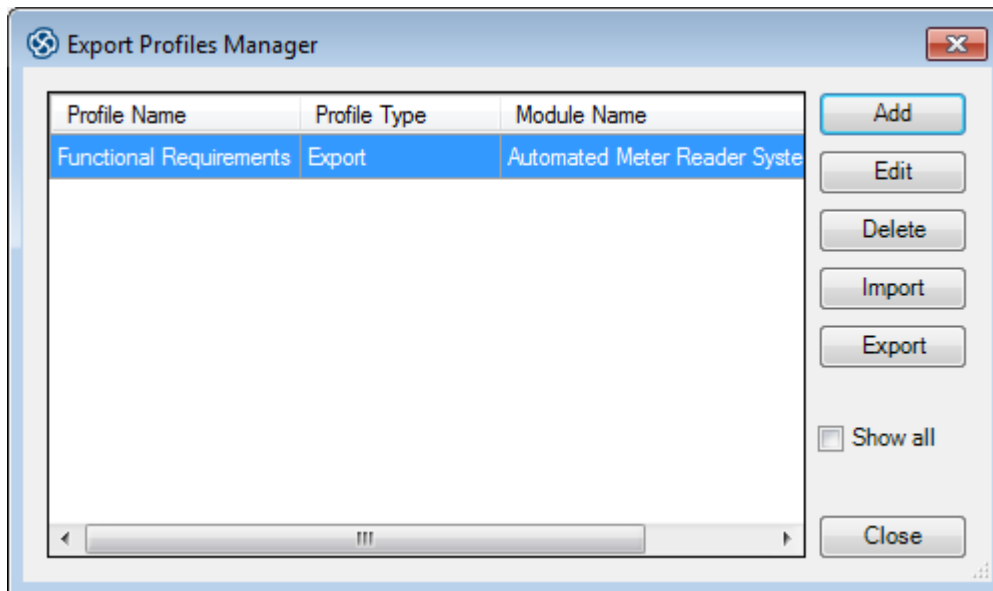 Export Profiles Manager
Profile Name Profile Type Module Name
Functional Requirements Export Automated Meter Reader Syste
Add
Edit
Delete
Import
Export
Show all
Close